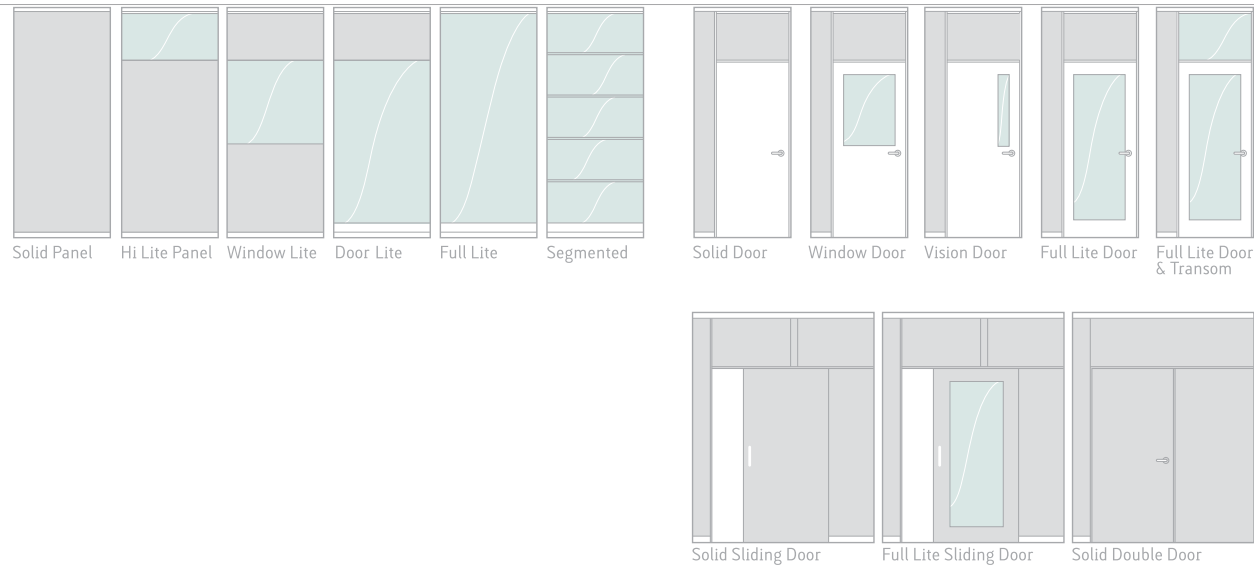 Solid Panel
Hi Lite Panel
Window Lite
Door Lite
Full Lite
Segmented
Solid Door
Window Door
Vision Door
Full Lite Door
Full Lite Door
& Transom
Solid Sliding Door
Full Lite Sliding Door
Solid Double Door